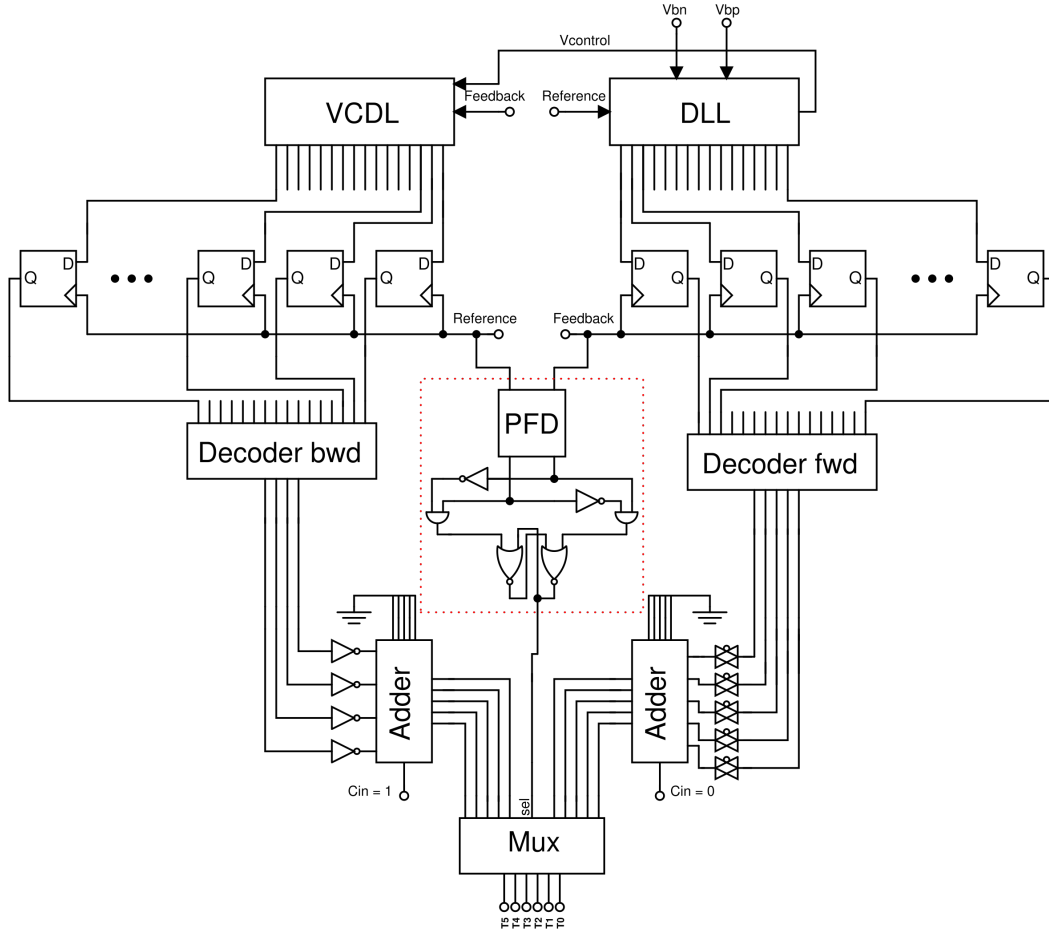 Vbn
Vbp
Vcontrol
VCDL
Feedback
Reference
DLL
D
Q
D
Q
D
Q
D
Q
D
Q
D
Q
D
Q
D
Q
Reference
Feedback
PFD
Decoder bwd
Decoder fwd
Adder
Adder
Cin = 1
Cin = 0
sel
Mux
T5
T4
T3
T2
T1
T0